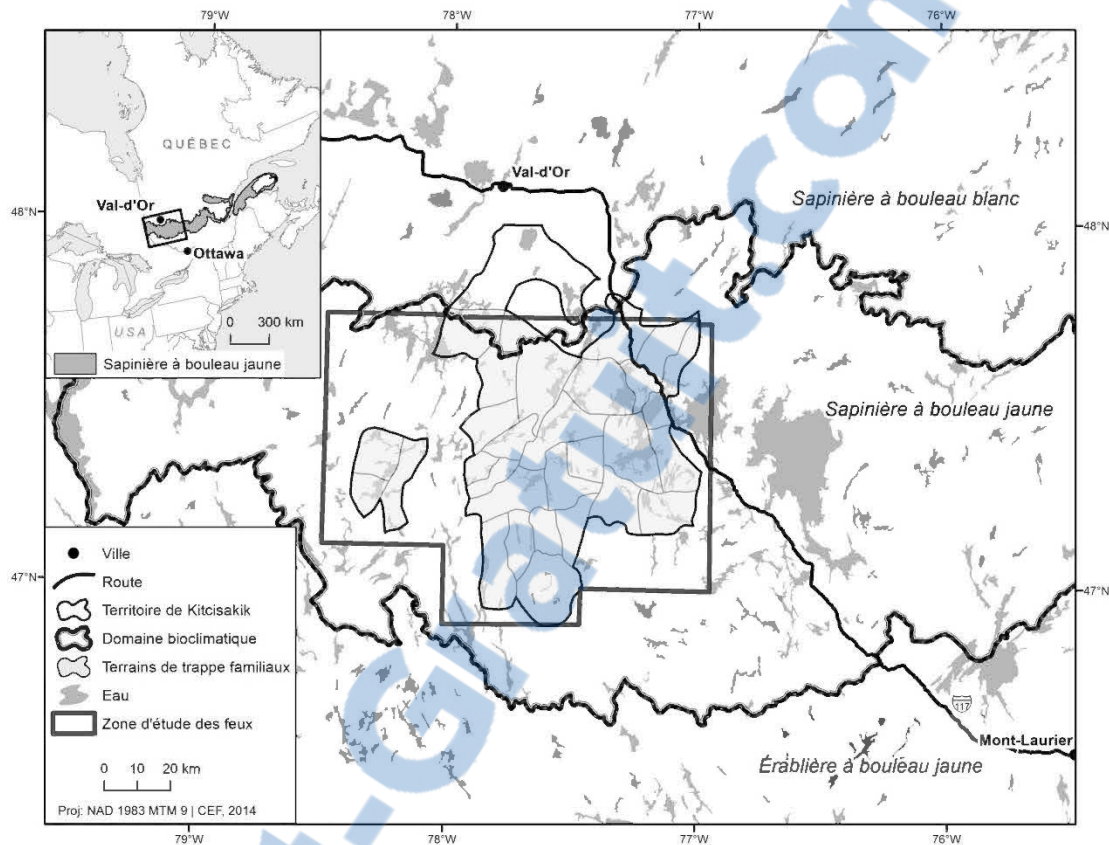 79°W
78°W
77°W
76°W
QUÉBEC
Val-d'Or
Ottawa
USA
0 300 km
Sapinière à bouleau jaune
Val-d'Or
48°N
48°N
Sapinière à bouleau blanc
Sapinière à bouleau jaune
47°N
47°N
Ville
Route
Territoire de Kitcisakik
Domaine bioclimatique
Terrains de trappe familiaux
Eau
Zone d'étude des feux
0 10 20 km
Proj: NAD 1983 MTM 9 | CEF, 2014
117
Mont-Laurier
Érablière à bouleau jaune
79°W
78°W
77°W
76°W